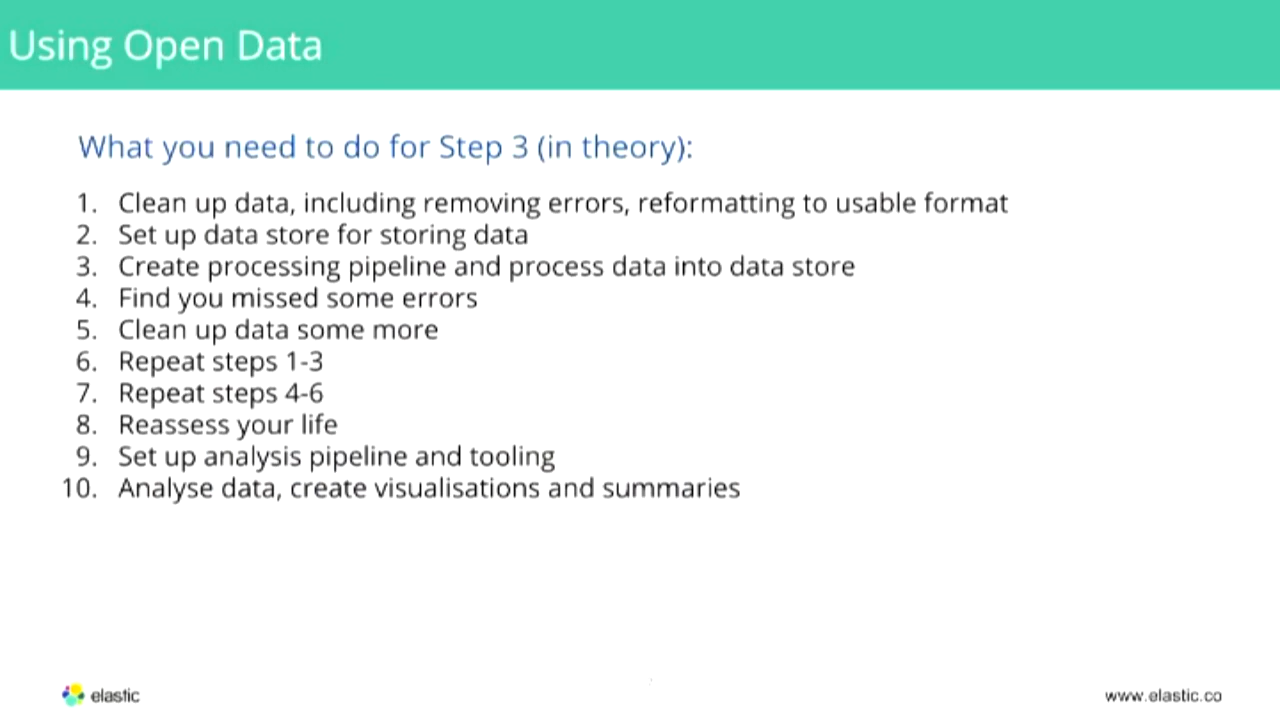 Using Open Data
What you need to do for Step 3 (in theory):
1. Clean up data, including removing errors, reformatting to usable format
2. Set up data store for storing data
3. Create processing pipeline and process data into data store
4. Find you missed some errors
5. Clean up data some more
6. Repeat steps 1-3
7. Repeat steps 4-6
8. Reassess your life
9. Set up analysis pipeline and tooling
10. Analyse data, create visualisations and summaries
elastic
www.elastic.co